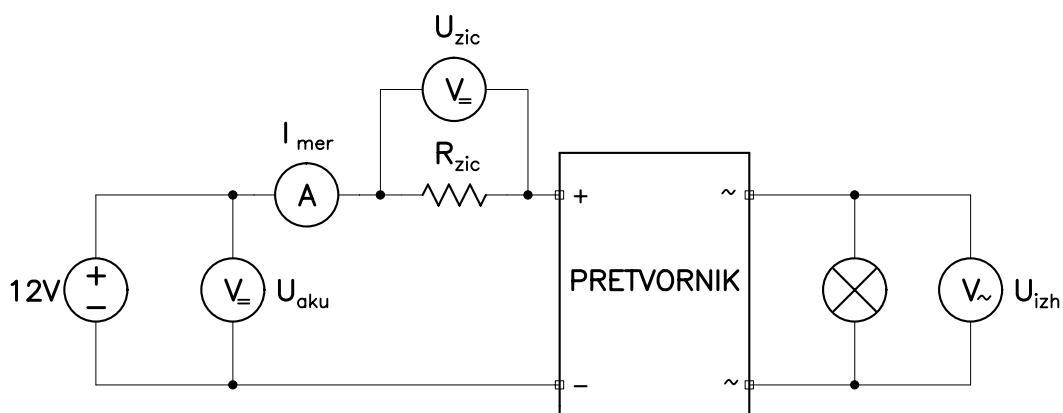 U_zic
V=
I_mer
R_zic
A
+ ~
12V
+
−
V=
U_aku
PRETVORNIK
V~
U_izh
− ~